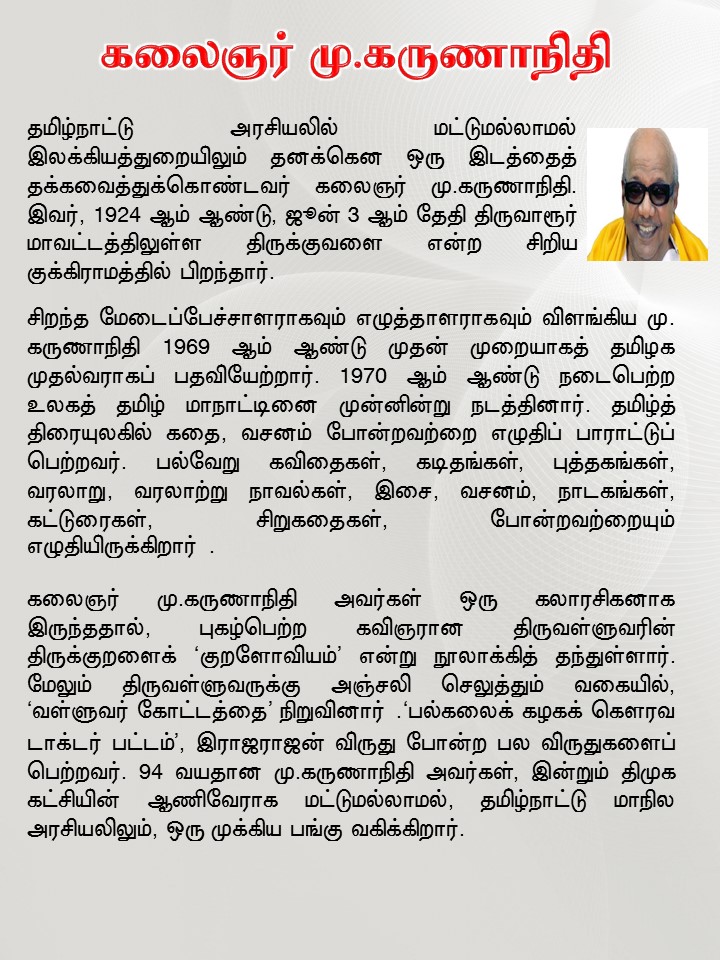 கலைஞர் மு.கருணாநிதி
தமிழ்நாட்டு அரசியலில் மட்டுமல்லாமல்
இலக்கியத்துறையிலும் தனக்கென ஒரு இடத்தைத்
தக்கவைத்துக்கொண்டவர் கலைஞர் மு.கருணாநிதி.
இவர், 1924 ஆம் ஆண்டு, ஜூன் 3 ஆம் தேதி திருவாரூர்
மாவட்டத்திலுள்ள திருக்குவளை என்ற சிறிய
குக்கிராமத்தில் பிறந்தார்.
சிறந்த மேடைப்பேச்சாளராகவும் எழுத்தாளராகவும் விளங்கிய மு.
கருணாநிதி 1969 ஆம் ஆண்டு முதன் முறையாகத் தமிழக
முதல்வராகப் பதவியேற்றார். 1970 ஆம் ஆண்டு நடைபெற்ற
உலகத் தமிழ் மாநாட்டினை முன்னின்று நடத்தினார். தமிழ்த்
திரையுலகில் கதை, வசனம் போன்றவற்றை எழுதிப் பாராட்டுப்
பெற்றவர். பல்வேறு கவிதைகள், கடிதங்கள், புத்தகங்கள்,
வரலாறு, வரலாற்று நாவல்கள், இசை, வசனம், நாடகங்கள்,
கட்டுரைகள், சிறுகதைகள், போன்றவற்றையும்
எழுதியிருக்கிறார் .
கலைஞர் மு.கருணாநிதி அவர்கள் ஒரு கலாரசிகனாக
இருந்ததால், புகழ்பெற்ற கவிஞரான திருவள்ளுவரின்
திருக்குறளைக் ‘குறளோவியம்’ என்று நூலாக்கித் தந்துள்ளார்.
மேலும் திருவள்ளுவருக்கு அஞ்சலி செலுத்தும் வகையில்,
‘வள்ளுவர் கோட்டத்தை’ நிறுவினார் .‘பல்கலைக் கழகக் கௌரவ
டாக்டர் பட்டம்’, இராஜராஜன் விருது போன்ற பல விருதுகளைப்
பெற்றவர். 94 வயதான மு.கருணாநிதி அவர்கள், இன்றும் திமுக
கட்சியின் ஆணிவேராக மட்டுமல்லாமல், தமிழ்நாட்டு மாநில
அரசியலிலும், ஒரு முக்கிய பங்கு வகிக்கிறார்.